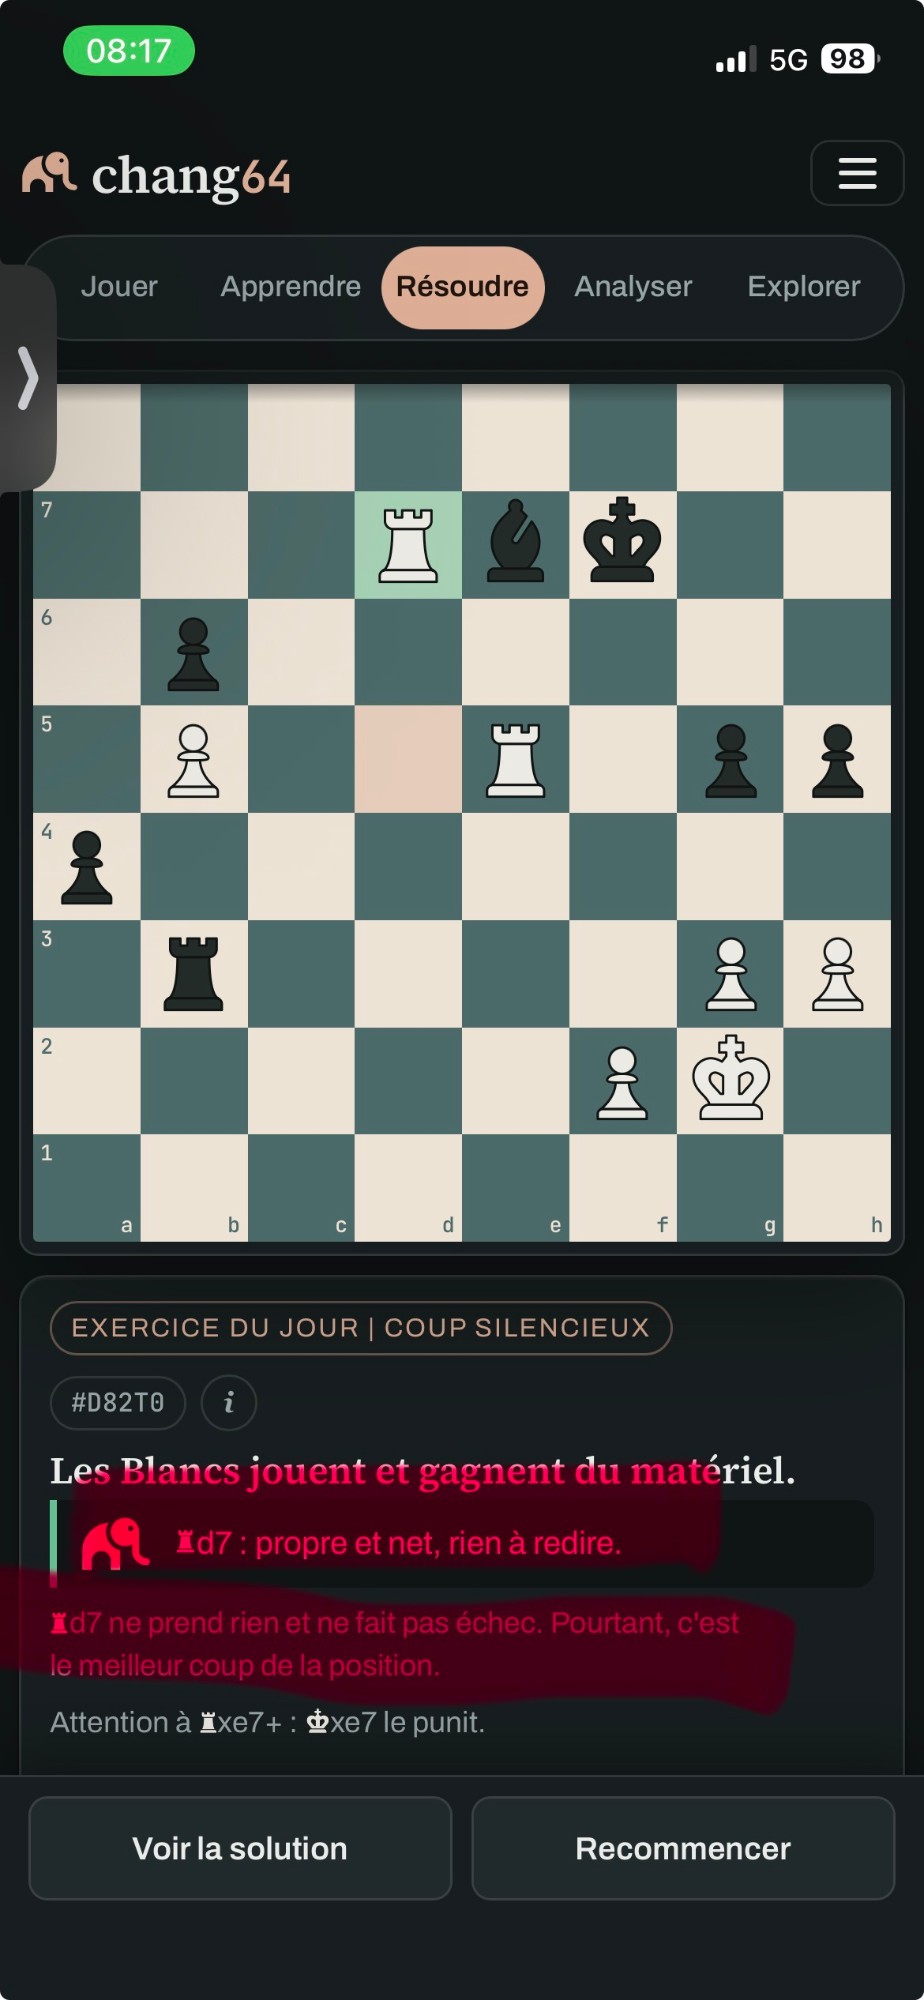 08:17
5G 98
chang64
Jouer Apprendre Résoudre Analyser Explorer
7
6
5
4
3
2
1
a b c d e f g h
EXERCICE DU JOUR | COUP SILENCIEUX
#D82T0 i
Les Blancs jouent et gagnent du matériel.
♜d7 : propre et net, rien à redire.
♜d7 ne prend rien et ne fait pas échec. Pourtant, c'est
le meilleur coup de la position.
Attention à ♜xe7+ : ♚xe7 le punit.
Voir la solution Recommencer